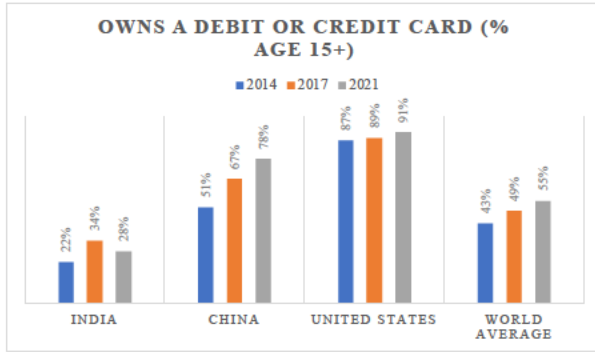 OWNS A DEBIT OR CREDIT CARD (%
AGE 15+)
2014 2017 2021
22% 34% 28% 51% 67% 78% 87% 89% 91% 43% 49% 55%
INDIA CHINA UNITED STATES WORLD
AVERAGE